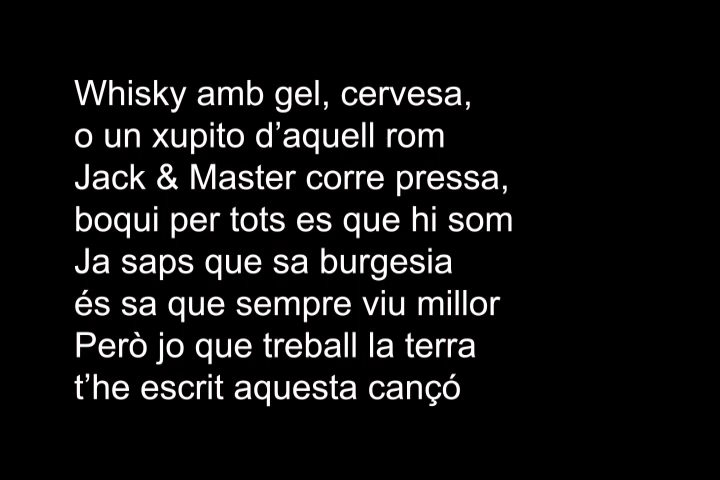 Whisky amb gel, cervesa,
o un xupito d’aquell rom
Jack & Master corre pressa,
boqui per tots es que hi som
Ja saps que sa burgesia
és sa que sempre viu millor
Però jo que treball la terra
t’he escrit aquesta cançó